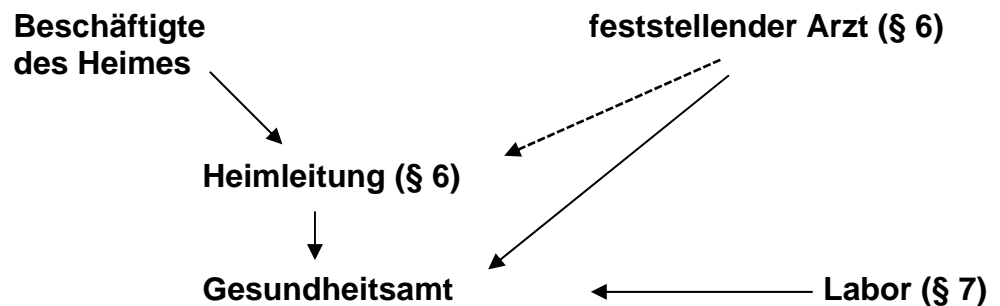 Beschäftigte
des Heimes
feststellender Arzt (§ 6)
Heimleitung (§ 6)
Gesundheitsamt
Labor (§ 7)